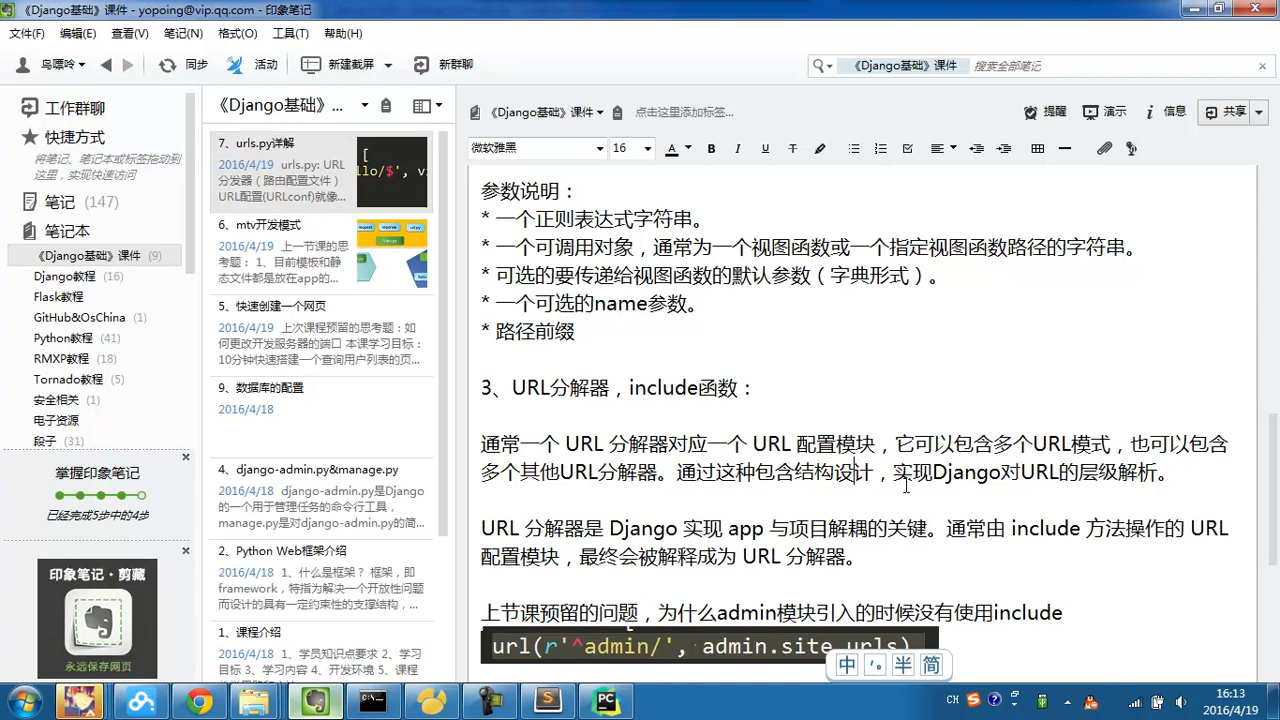 《Django基础》课件 - yopoing@vip.qq.com - 印象笔记
文件(F) 编辑(E) 查看(V) 笔记(N) 格式(O) 工具(T) 帮助(H)
鸟嘌呤 同步 活动 新建截屏 新群聊 《Django基础》课件 搜索全部笔记
工作群聊
快捷方式
将笔记、笔记本或标签拖动到
这里，实现快速访问
笔记 (147)
笔记本
《Django基础》课件 (9)
Django教程 (16)
Flask教程
GitHub&OsChina (1)
Python教程 (41)
RMXP教程 (18)
Tornado教程 (5)
安全相关 (1)
电子资源
段子 (31)
掌握印象笔记
已经完成5步中的4步
印象笔记·剪藏
永远保存网页
《Django基础》...
7、urls.py详解
2016/4/19 urls.py: URL
分发器（路由配置文件）
URL配置(URLconf)就像...
[
llo/$', v
6、mtv开发模式
2016/4/19 上一节课的思
考题： 1、目前模板和静
态文件都是放在app的...
5、快速创建一个网页
2016/4/19 上次课程预留的思考题：如
何更改开发服务器的端口 本课学习目标：
10分钟快速搭建一个查询用户列表的页...
9、数据库的配置
2016/4/18
4、django-admin.py&manage.py
2016/4/18 django-admin.py是Django
的一个用于管理任务的命令行工具，
manage.py是对django-admin.py的简...
2、Python Web框架介绍
2016/4/18 1、什么是框架？ 框架，即
framework，特指为解决一个开放性问题
而设计的具有一定约束性的支撑结构，...
1、课程介绍
2016/4/18 1、学员知识点要求 2、学习
目标 3、学习内容 4、开发环境 5、课程
《Django基础》课件 点击这里添加标签... 提醒 演示 信息 共享
微软雅黑 16 A B I U T
参数说明：
* 一个正则表达式字符串。
* 一个可调用对象，通常为一个视图函数或一个指定视图函数路径的字符串。
* 可选的要传递给视图函数的默认参数（字典形式）。
* 一个可选的name参数。
* 路径前缀
3、URL分解器，include函数：
通常一个 URL 分解器对应一个 URL 配置模块，它可以包含多个URL模式，也可以包含
多个其他URL分解器。通过这种包含结构设计，实现Django对URL的层级解析。
URL 分解器是 Django 实现 app 与项目解耦的关键。通常由 include 方法操作的 URL
配置模块，最终会被解释成为 URL 分解器。
上节课预留的问题，为什么admin模块引入的时候没有使用include
url(r'^admin/', admin.site.urls)
中 半 简
CH 16:13
2016/4/19